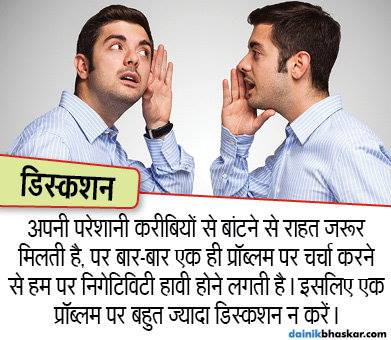 डिस्कशन
अपनी परेशानी करीबियों से बांटने से राहत जरूर
मिलती है, पर बार-बार एक ही प्रॉब्लम पर चर्चा करने
से हम पर निगेटिविटी हावी होने लगती है। इसलिए एक
प्रॉब्लम पर बहुत ज्यादा डिस्कशन न करें।
dainikbhaskar.com